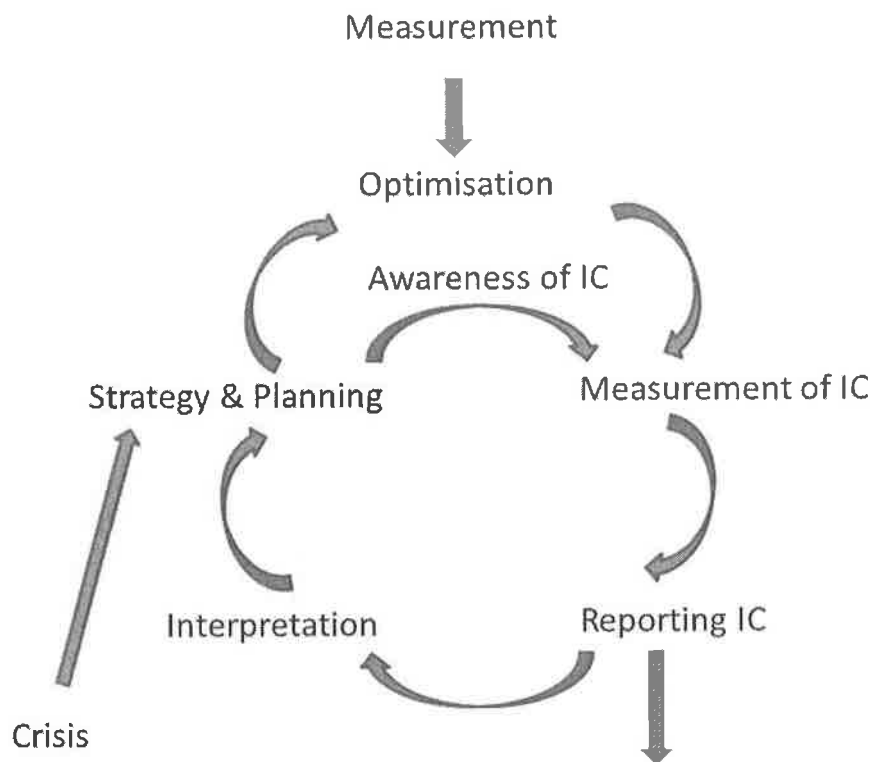 Measurement
Optimisation
Awareness of IC
Strategy & Planning
Measurement of IC
Interpretation
Reporting IC
Crisis